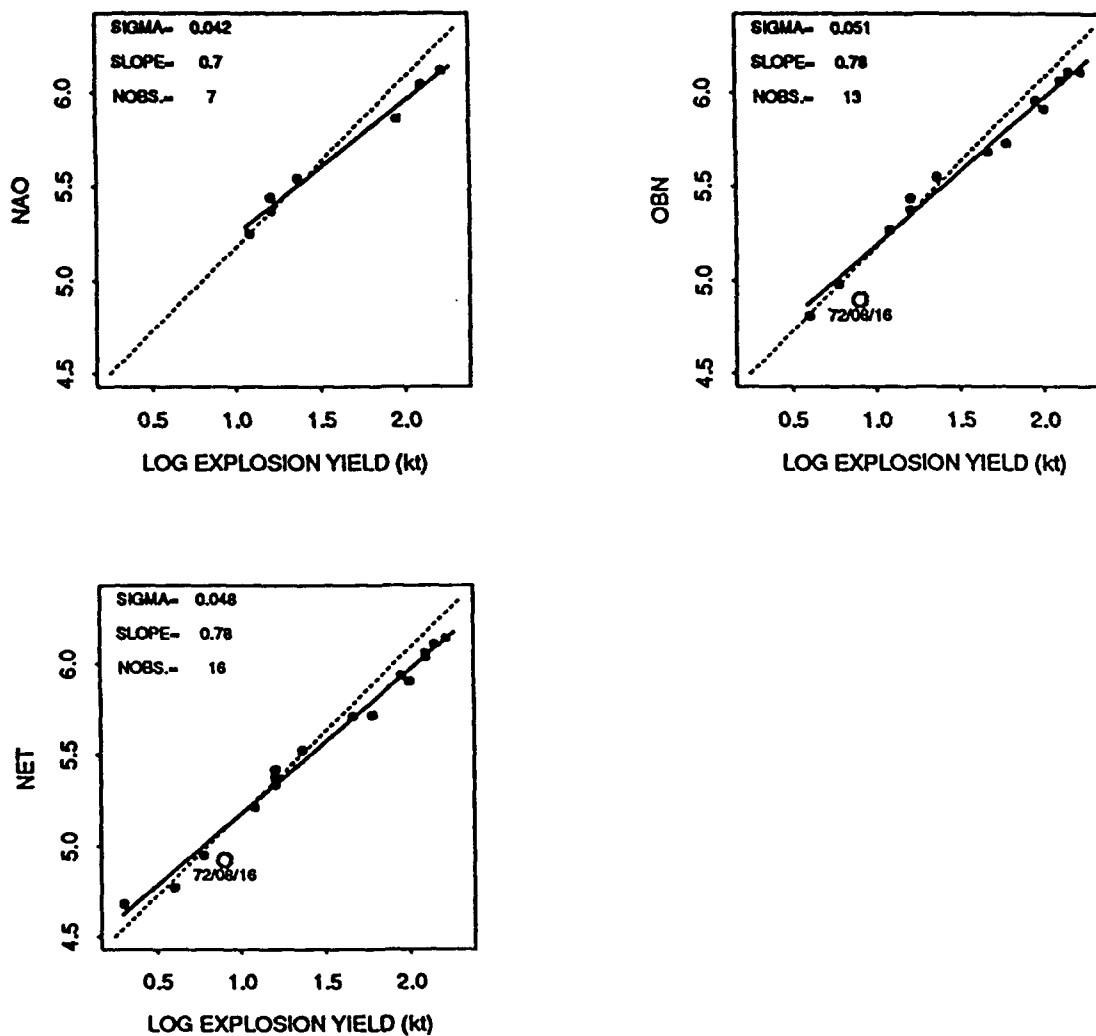 SIGMA= 0.042
SLOPE= 0.7
NOBS.= 7
NAO
6.0
5.5
5.0
4.5
0.5 1.0 1.5 2.0
LOG EXPLOSION YIELD (kt)
SIGMA= 0.051
SLOPE= 0.78
NOBS.= 13
OBN
6.0
5.5
5.0
4.5
72/08/16
0.5 1.0 1.5 2.0
LOG EXPLOSION YIELD (kt)
SIGMA= 0.048
SLOPE= 0.78
NOBS.= 16
NET
6.0
5.5
5.0
4.5
72/08/16
0.5 1.0 1.5 2.0
LOG EXPLOSION YIELD (kt)